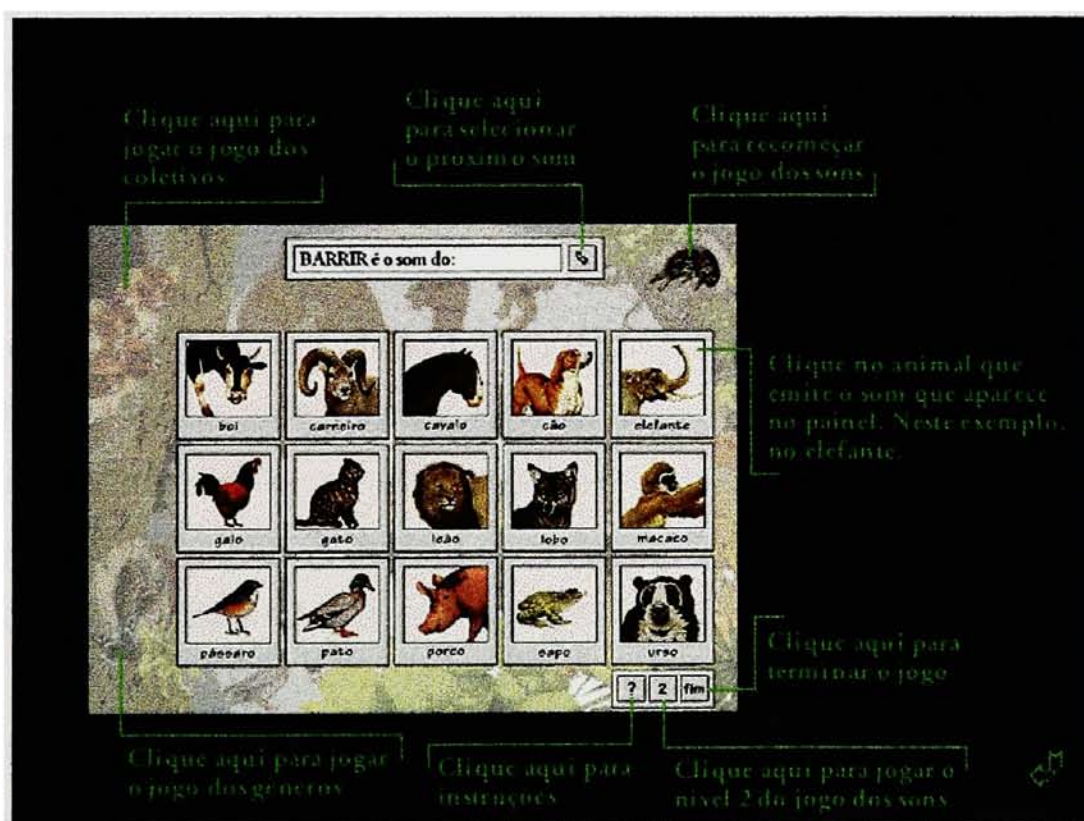 Clique aqui para
jogar o jogo dos
coletivos
Clique aqui
para selecionar
o próximo som
Clique aqui
para recomeçar
o jogo dos sons
BARRIR é o som do:
boi
carneiro
cavalo
cão
elefante
Clique no animal que
emite o som que aparece
no painel. Neste exemplo,
no elefante.
galo
gato
leão
lobo
macaco
pássaro
pato
porco
sapo
urso
Clique aqui para
terminar o jogo
? 2 fim
Clique aqui para jogar
o jogo dos gêneros
Clique aqui para
instruções
Clique aqui para jogar o
nível 2 do jogo dos sons